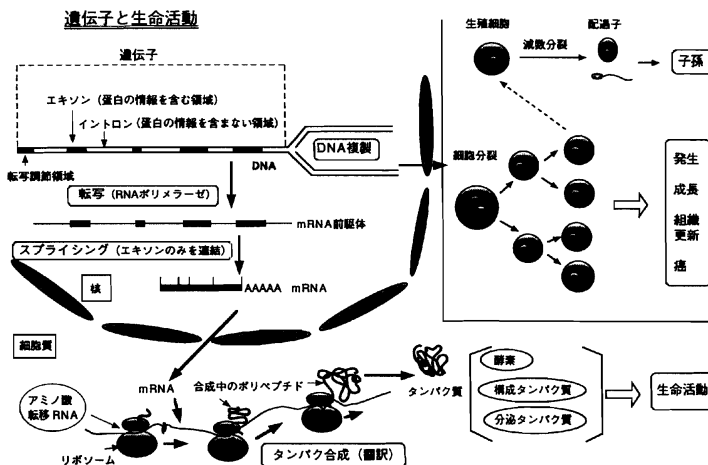 遺伝子と生命活動
遺伝子
エキソン（蛋白の情報を含む領域）
イントロン（蛋白の情報を含まない領域）
転写調節領域
DNA
DNA複製
転写（RNAポリメラーゼ）
mRNA前駆体
スプライシング（エキソンのみを連結）
核
AAAAA mRNA
細胞質
mRNA
合成中のポリペプチド
アミノ酸
転移RNA
リボソーム
タンパク合成（翻訳）
タンパク質
酵素
構成タンパク質
分泌タンパク質
生命活動
生殖細胞
減数分裂
配過子
子孫
細胞分裂
発生
成長
組織
更新
癌